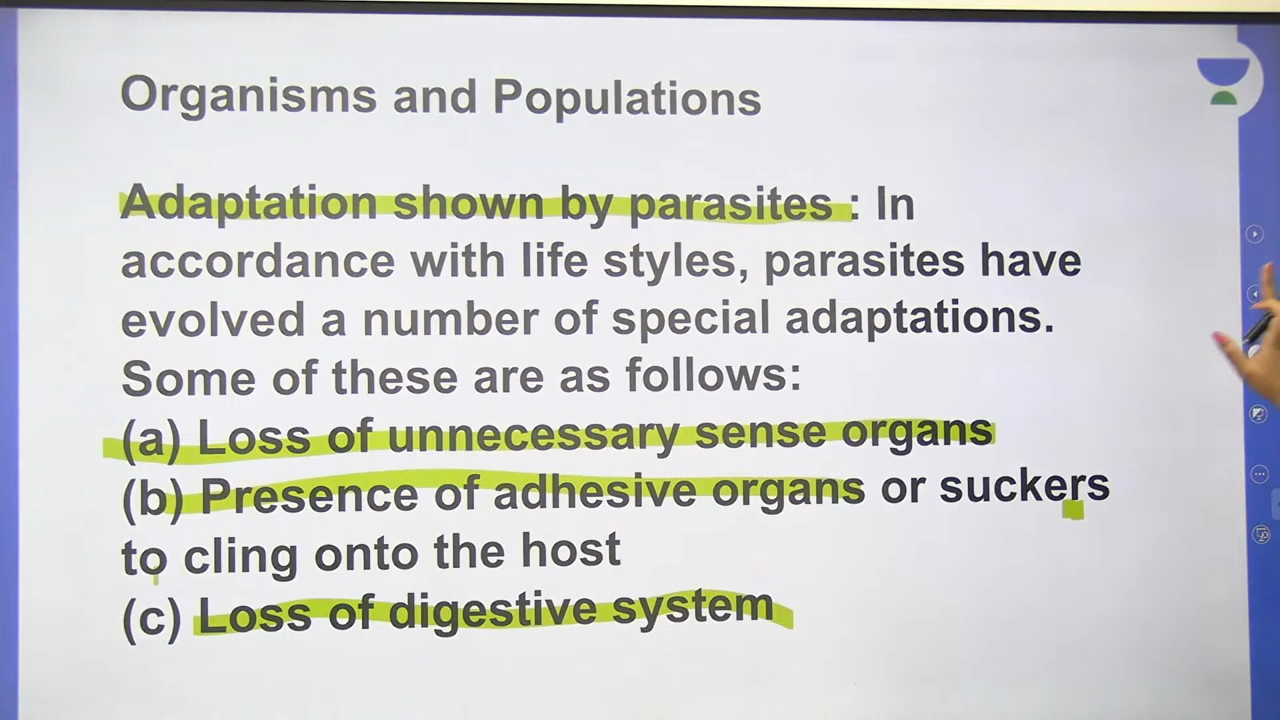 Organisms and Populations
Adaptation shown by parasites : In
accordance with life styles, parasites have
evolved a number of special adaptations.
Some of these are as follows:
(a) Loss of unnecessary sense organs
(b) Presence of adhesive organs or suckers
to cling onto the host
(c) Loss of digestive system